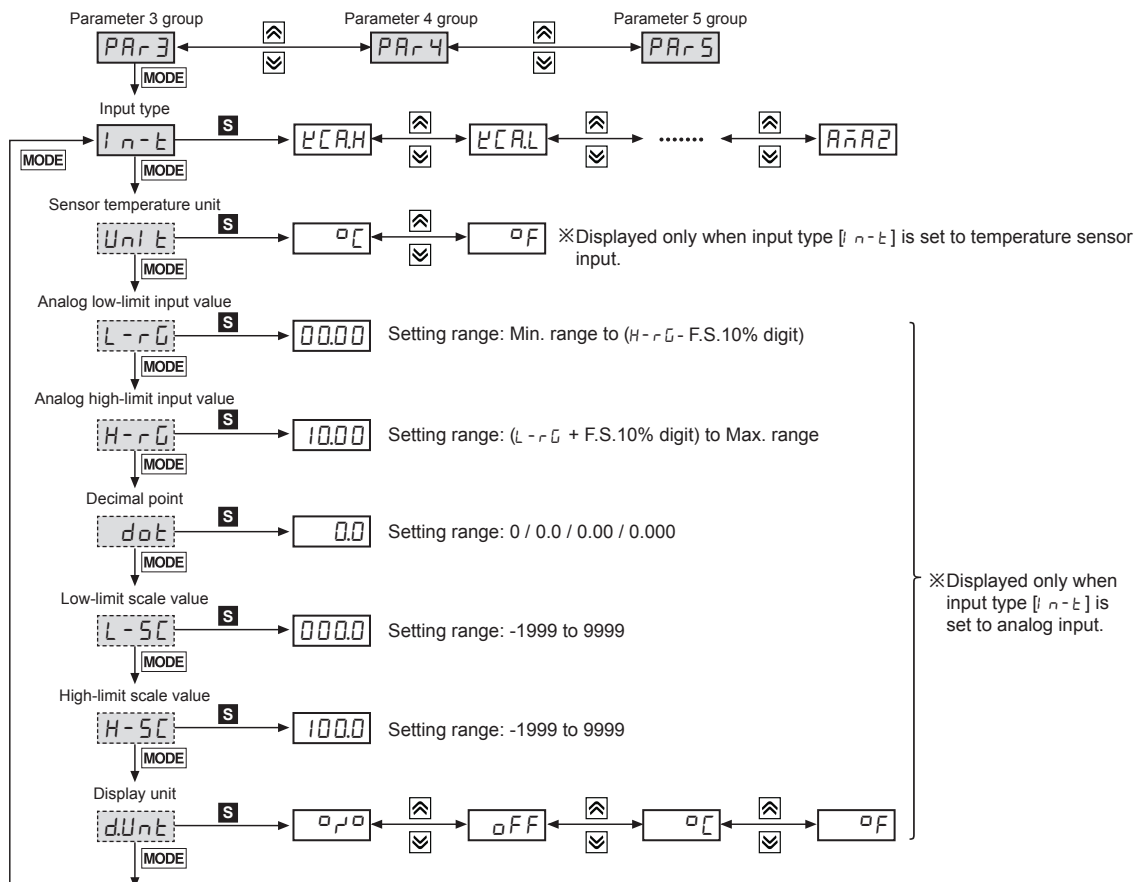 Parameter 3 group Parameter 4 group Parameter 5 group
PAr3 PAr4 PAr5
MODE
Input type
In-t S KCA.H KCA.L ....... AMA2
MODE
MODE
Sensor temperature unit
UnIt S °C °F ※Displayed only when input type [In-t] is set to temperature sensor
input.
MODE
Analog low-limit input value
L-rG S 00.00 Setting range: Min. range to (H-rG- F.S.10% digit)
MODE
Analog high-limit input value
H-rG S 10.00 Setting range: (L-rG + F.S.10% digit) to Max. range
MODE
Decimal point
dot S 0.0 Setting range: 0 / 0.0 / 0.00 / 0.000
MODE
※Displayed only when
input type [In-t] is
set to analog input.
Low-limit scale value
L-SC S 000.0 Setting range: -1999 to 9999
MODE
High-limit scale value
H-SC S 100.0 Setting range: -1999 to 9999
MODE
Display unit
d.Unt S o/o oFF °C °F
MODE